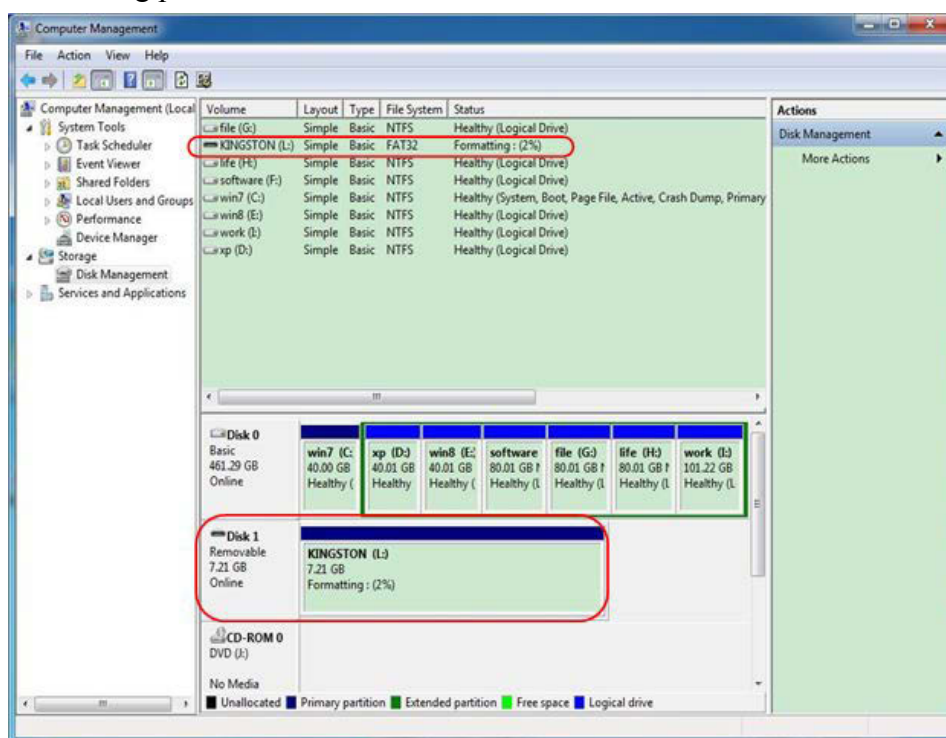 Computer Management
File Action View Help
Computer Management (Local
System Tools
Task Scheduler
Event Viewer
Shared Folders
Local Users and Groups
Performance
Device Manager
Storage
Disk Management
Services and Applications
Volume Layout Type File System Status
file (G:) Simple Basic NTFS Healthy (Logical Drive)
KINGSTON (L:) Simple Basic FAT32 Formatting : (2%)
life (H:) Simple Basic NTFS Healthy (Logical Drive)
software (F:) Simple Basic NTFS Healthy (Logical Drive)
win7 (C:) Simple Basic NTFS Healthy (System, Boot, Page File, Active, Crash Dump, Primary
win8 (E:) Simple Basic NTFS Healthy (Logical Drive)
work (I:) Simple Basic NTFS Healthy (Logical Drive)
xp (D:) Simple Basic NTFS Healthy (Logical Drive)
Actions
Disk Management
More Actions
Disk 0
Basic
461.29 GB
Online
win7 (C:
40.00 GB
Healthy (
xp (D:)
40.01 GB
Healthy
win8 (E:
40.01 GB
Healthy (
software
80.01 GB
Healthy (L
file (G:)
80.01 GB
Healthy (L
life (H:)
80.01 GB
Healthy (L
work (I:)
101.22 GB
Healthy (L
Disk 1
Removable
7.21 GB
Online
KINGSTON (L:)
7.21 GB
Formatting : (2%)
CD-ROM 0
DVD (J:)
No Media
Unallocated Primary partition Extended partition Free space Logical drive